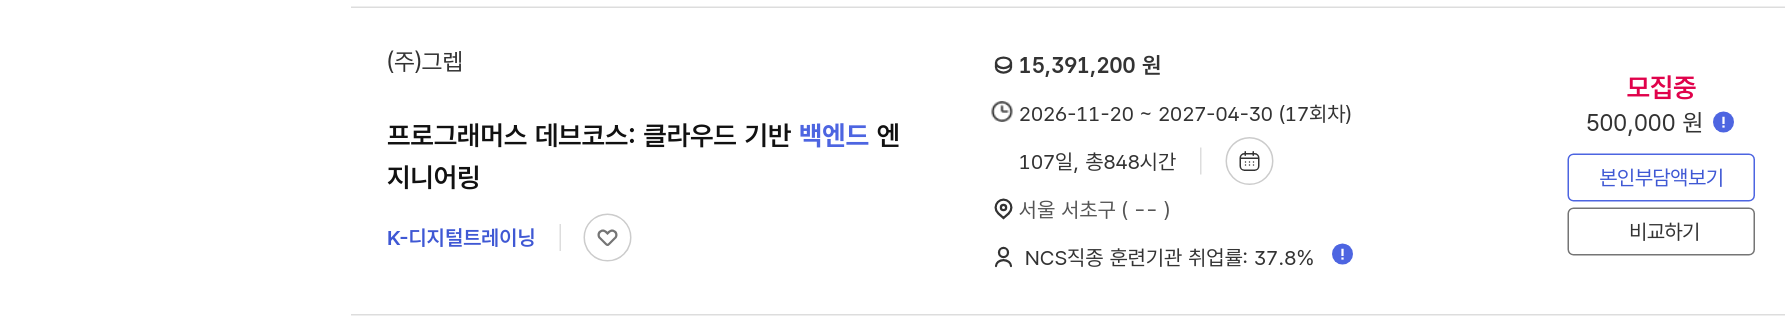 (주)그렙
프로그래머스 데브코스: 클라우드 기반 백엔드 엔
지니어링
K-디지털트레이닝
15,391,200 원
2026-11-20 ~ 2027-04-30 (17회차)
107일, 총848시간
서울 서초구 ( -- )
NCS직종 훈련기관 취업률: 37.8%
모집중
500,000 원
본인부담액보기
비교하기